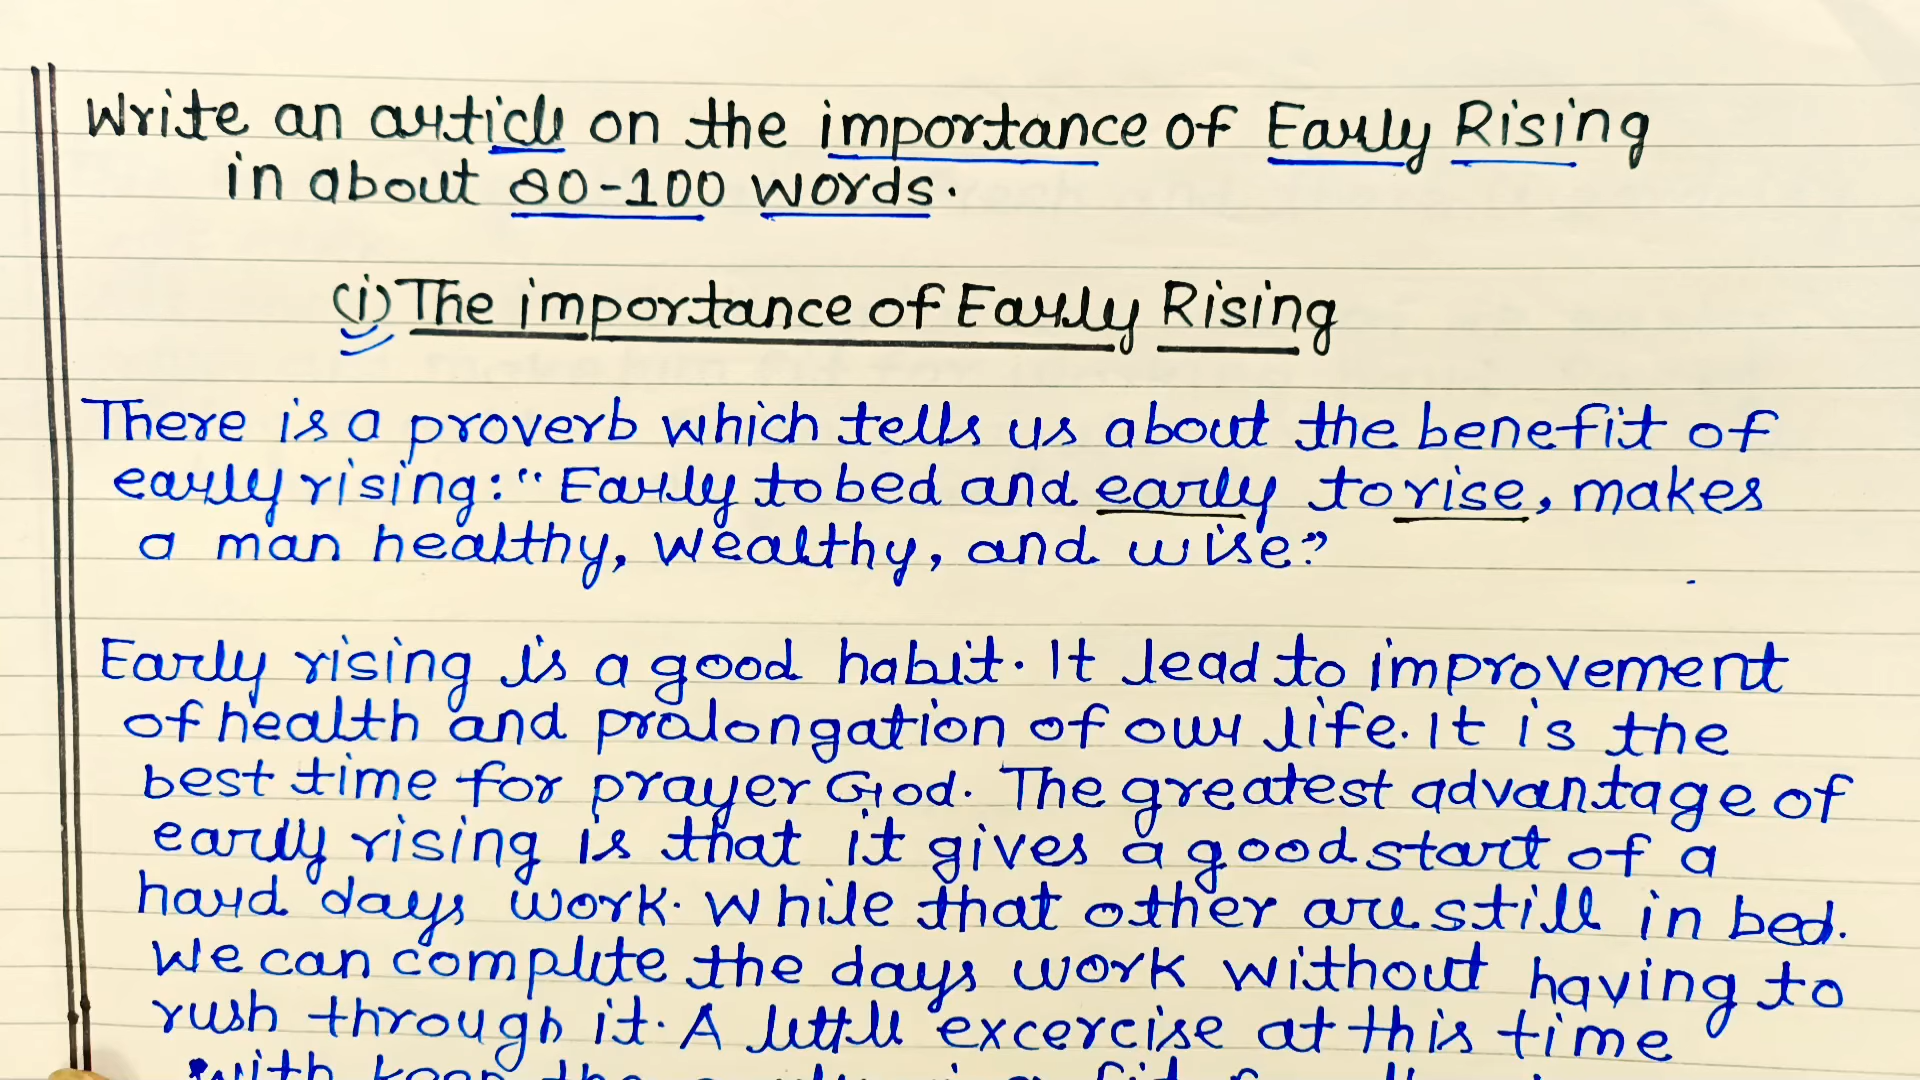 Write an article on the importance of Early Rising
in about 80-100 words.
(i) The importance of Early Rising
There is a proverb which tells us about the benefit of
early rising: "Early to bed and early to rise, makes
a man healthy, wealthy, and wise."
Early rising is a good habit. It lead to improvement
of health and prolongation of our life. It is the
best time for prayer God. The greatest advantage of
early rising is that it gives a good start of a
hard days work. While that other are still in bed.
We can complete the days work without having to
rush through it. A little excercise at this time
with keep the